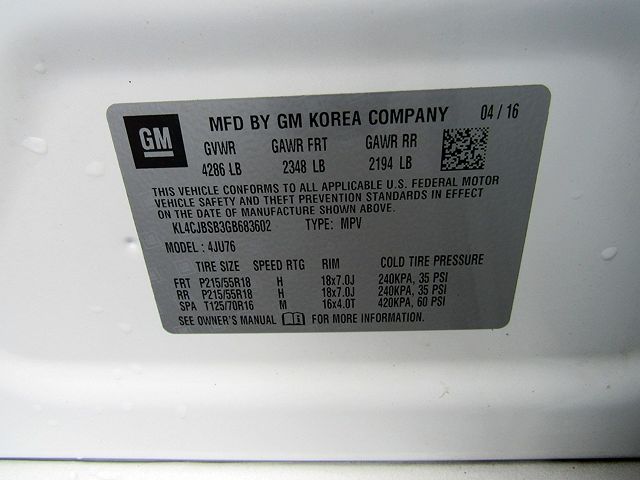 GM
MFD BY GM KOREA COMPANY 04 / 16
GVWR GAWR FRT GAWR RR
4286 LB 2348 LB 2194 LB
THIS VEHICLE CONFORMS TO ALL APPLICABLE U.S. FEDERAL MOTOR
VEHICLE SAFETY AND THEFT PREVENTION STANDARDS IN EFFECT
ON THE DATE OF MANUFACTURE SHOWN ABOVE.
KL4CJBSB3GB683602 TYPE: MPV
MODEL : 4JU76
TIRE SIZE SPEED RTG RIM COLD TIRE PRESSURE
FRT P215/55R18 H 18x7.0J 240KPA, 35 PSI
RR P215/55R18 H 18x7.0J 240KPA, 35 PSI
SPA T125/70R16 M 16x4.0T 420KPA, 60 PSI
SEE OWNER'S MANUAL FOR MORE INFORMATION.